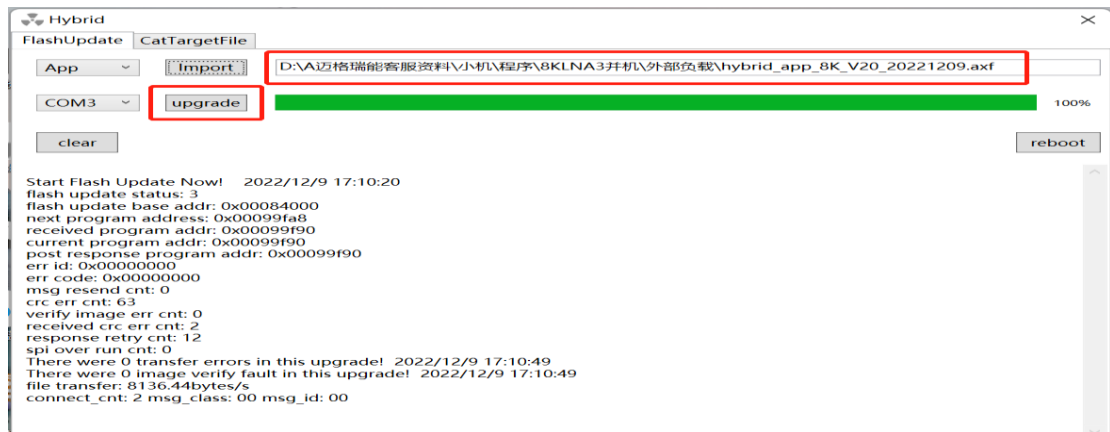 Hybrid
FlashUpdate CatTargetFile
App Import D:\A迈格瑞能客服资料\小机\程序\8KLNA3并机\外部负载\hybrid_app_8K_V20_20221209.axf
COM3 upgrade 100%
clear reboot
Start Flash Update Now! 2022/12/9 17:10:20
flash update status: 3
flash update base addr: 0x00084000
next program address: 0x00099fa8
received program addr: 0x00099f90
current program addr: 0x00099f90
post response program addr: 0x00099f90
err id: 0x00000000
err code: 0x00000000
msg resend cnt: 0
crc err cnt: 63
verify image err cnt: 0
received crc err cnt: 2
response retry cnt: 12
spi over run cnt: 0
There were 0 transfer errors in this upgrade! 2022/12/9 17:10:49
There were 0 image verify fault in this upgrade! 2022/12/9 17:10:49
file transfer: 8136.44bytes/s
connect_cnt: 2 msg_class: 00 msg_id: 00